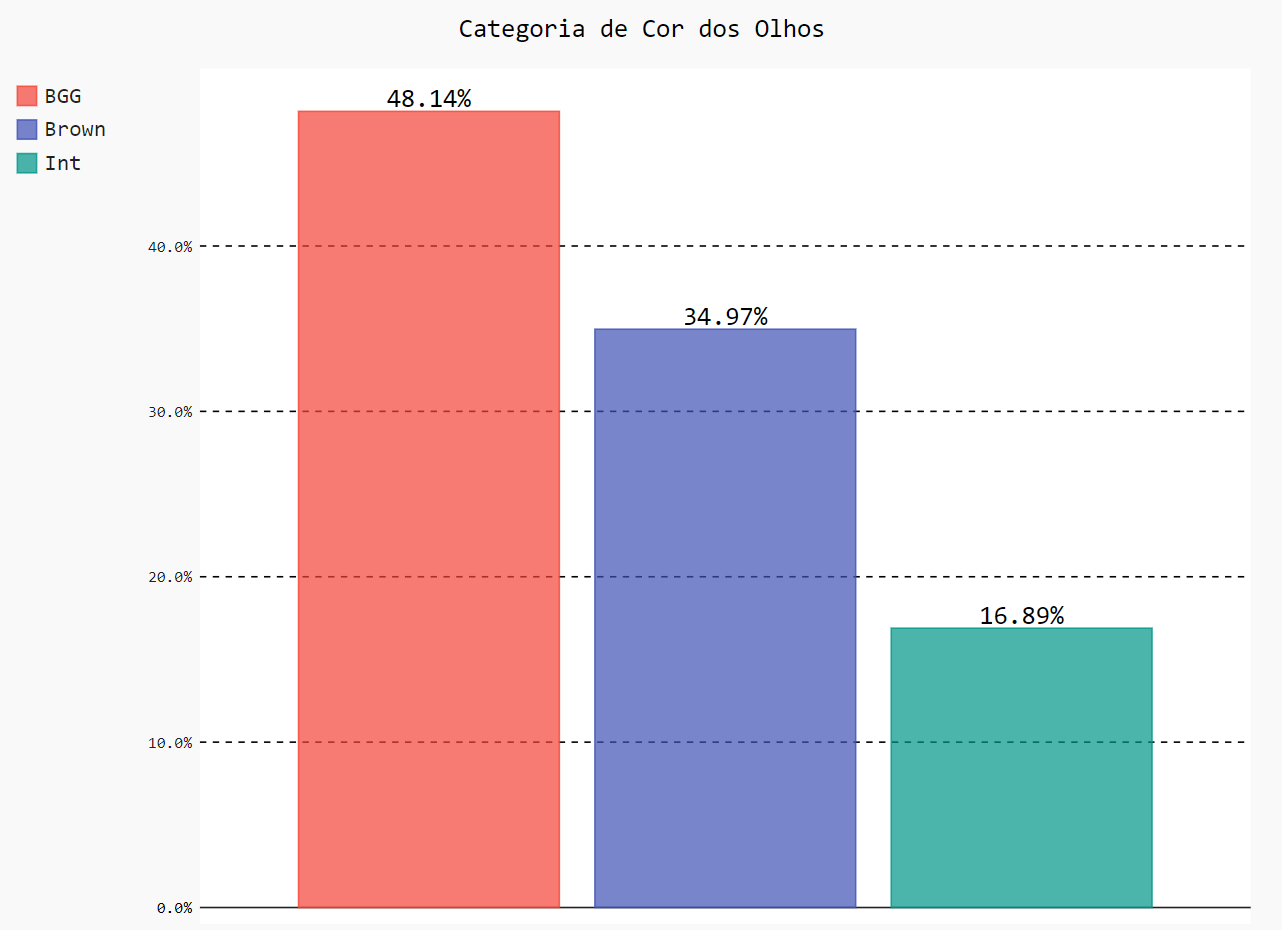 Categoria de Cor dos Olhos
BGG
Brown
Int
48.14%
34.97%
16.89%
40.0%
30.0%
20.0%
10.0%
0.0%